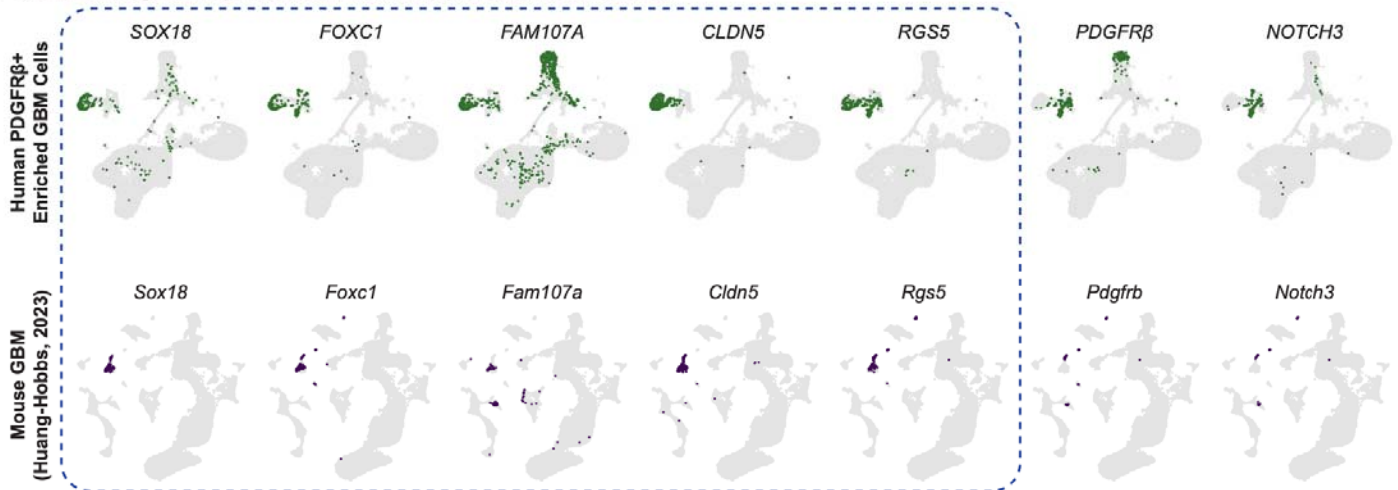 SOX18 FOXC1 FAM107A CLDN5 RGS5 PDGFRβ NOTCH3
Human PDGFRβ+
Enriched GBM Cells
Sox18 Foxc1 Fam107a Cldn5 Rgs5 Pdgfrb Notch3
Mouse GBM
(Huang-Hobbs, 2023)